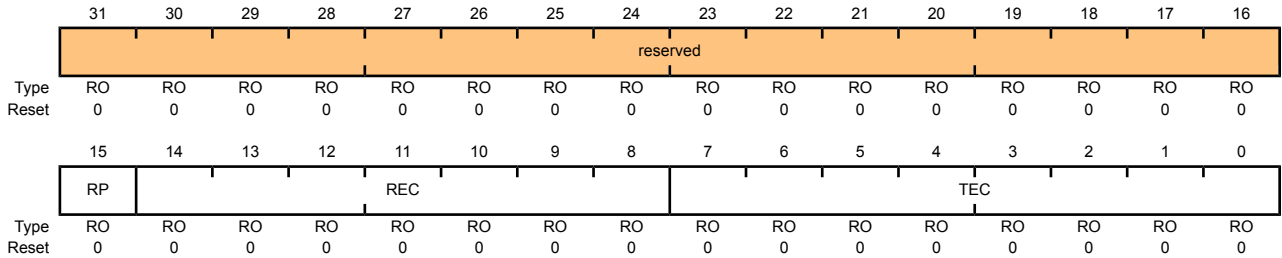 31 30 29 28 27 26 25 24 23 22 21 20 19 18 17 16
reserved
Type RO RO RO RO RO RO RO RO RO RO RO RO RO RO RO RO
Reset 0 0 0 0 0 0 0 0 0 0 0 0 0 0 0 0
15 14 13 12 11 10 9 8 7 6 5 4 3 2 1 0
RP REC TEC
Type RO RO RO RO RO RO RO RO RO RO RO RO RO RO RO RO
Reset 0 0 0 0 0 0 0 0 0 0 0 0 0 0 0 0